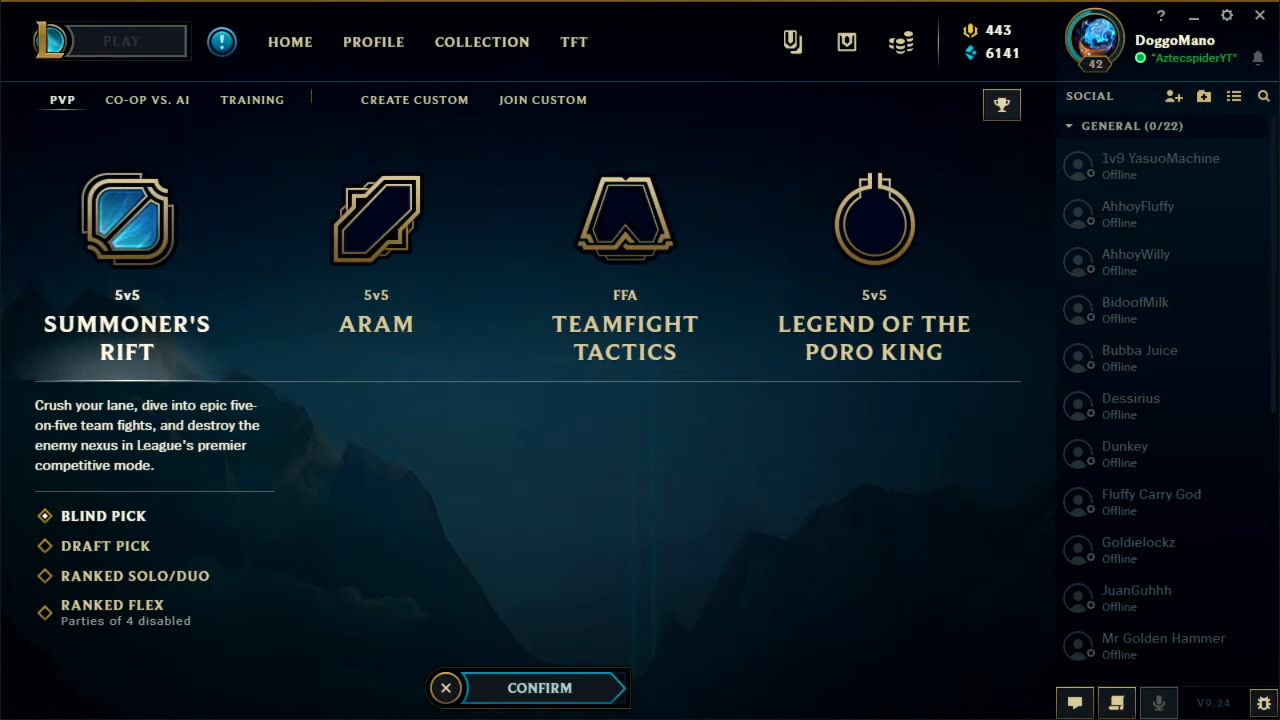 PLAY
HOME
PROFILE
COLLECTION
TFT
443
6141
?
42
DoggoMano
"AztecspiderYT"
PVP
CO-OP VS. AI
TRAINING
CREATE CUSTOM
JOIN CUSTOM
SOCIAL
GENERAL (0/22)
5v5
SUMMONER'S
RIFT
5v5
ARAM
FFA
TEAMFIGHT
TACTICS
5v5
LEGEND OF THE
PORO KING
Crush your lane, dive into epic five-
on-five team fights, and destroy the
enemy nexus in League's premier
competitive mode.
BLIND PICK
DRAFT PICK
RANKED SOLO/DUO
RANKED FLEX
Parties of 4 disabled
CONFIRM
1v9 YasuoMachine
Offline
AhhoyFluffy
Offline
AhhoyWilly
Offline
BidoofMilk
Offline
Bubba Juice
Offline
Dessirius
Offline
Dunkey
Offline
Fluffy Carry God
Offline
Goldielockz
Offline
JuanGuhhh
Offline
Mr Golden Hammer
Offline
V9.24